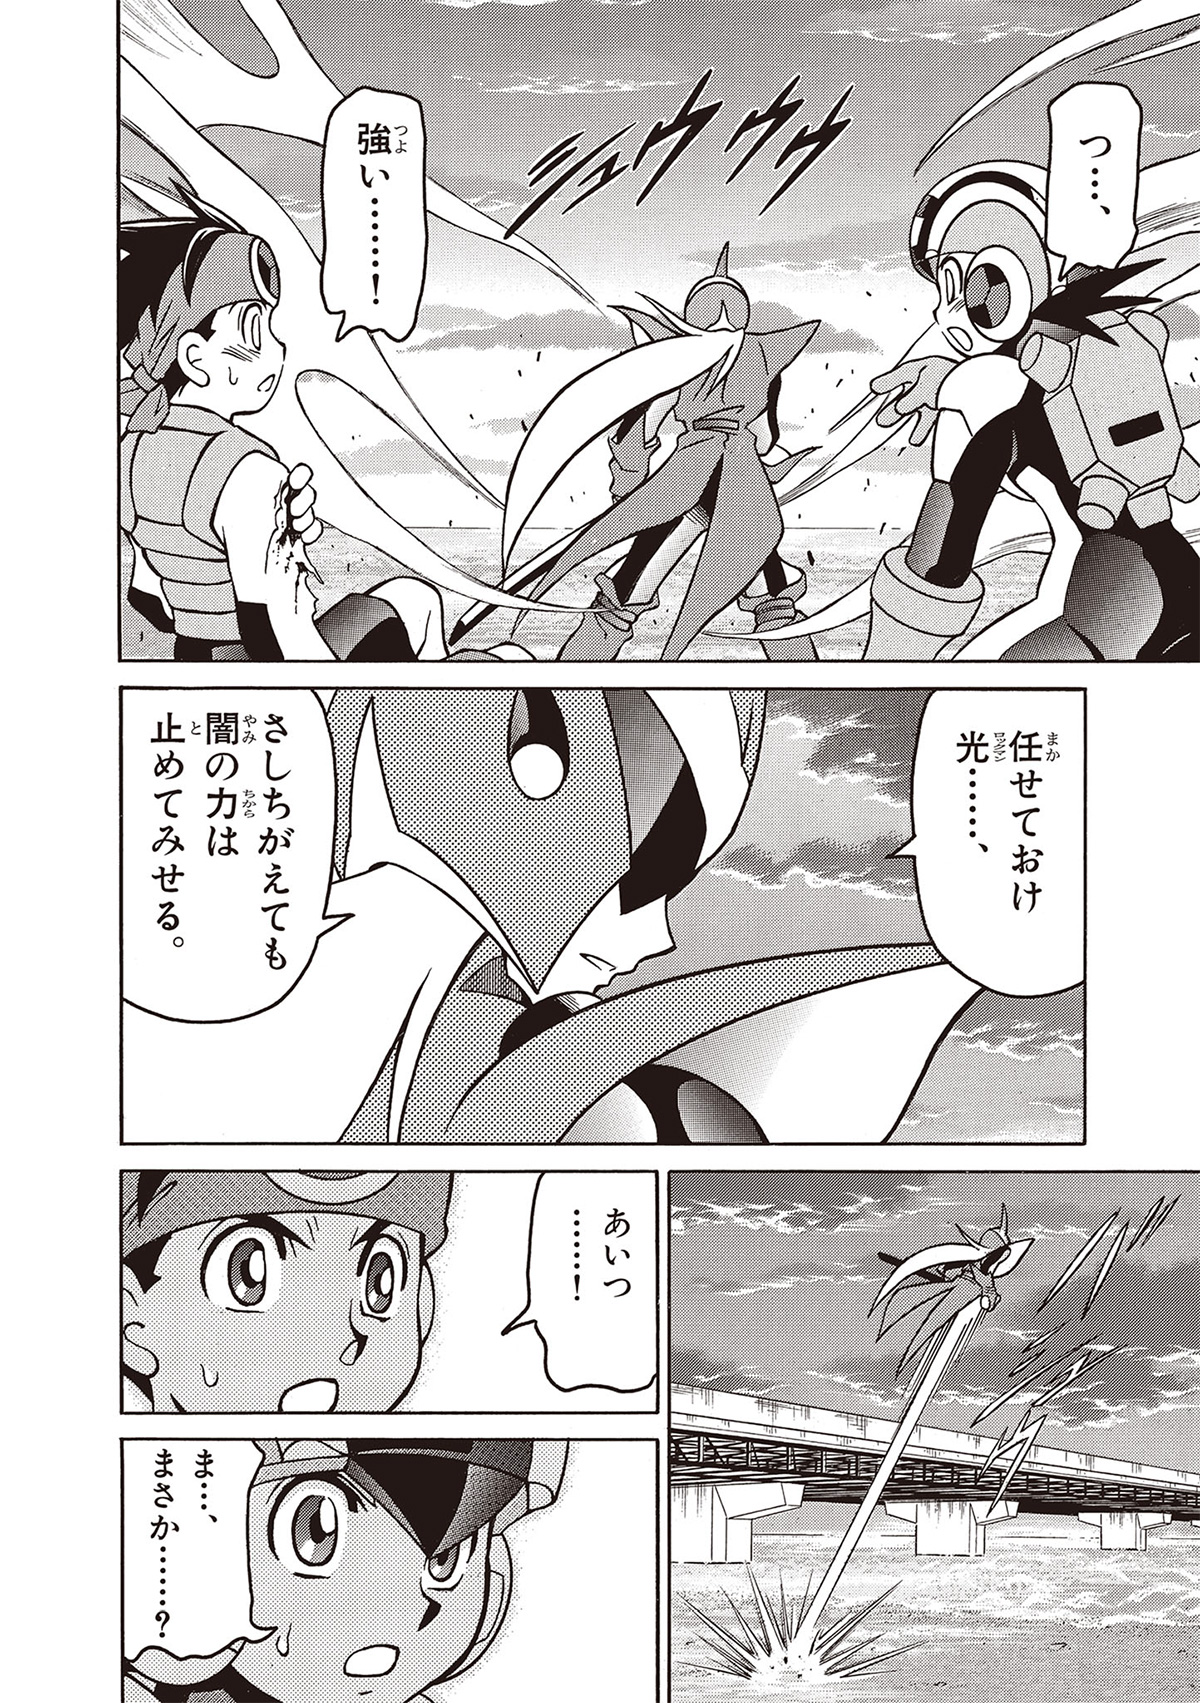 つ…、
シュウウウ
強い………！
任せておけ
光……、
さしちがえても
闇の力は
止めてみせる。
あいつ
……！
ま…、
まさか………？